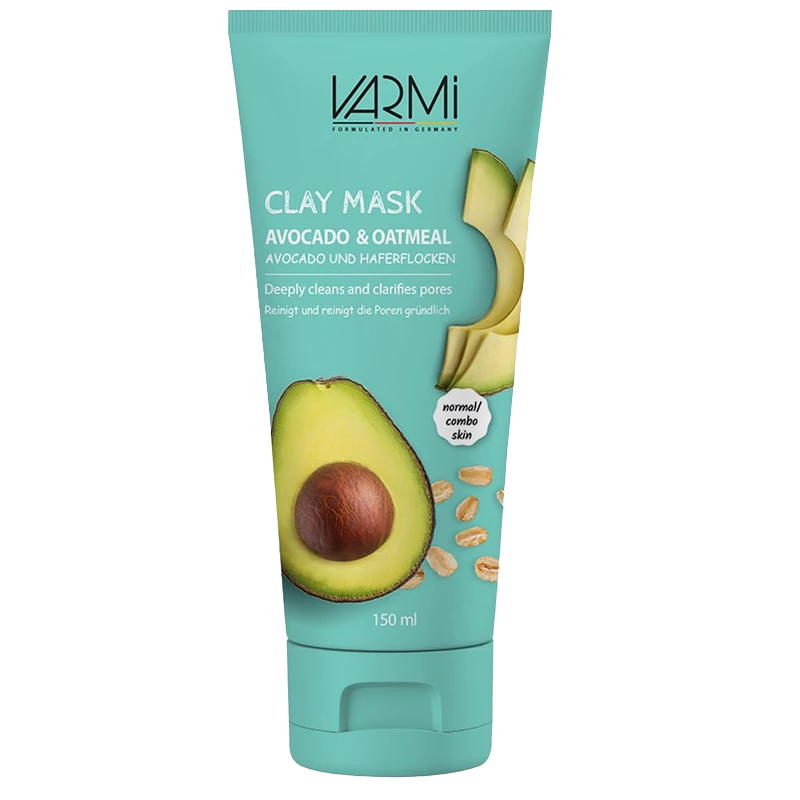 VARMi
FORMULATED IN GERMANY
CLAY MASK
AVOCADO & OATMEAL
AVOCADO UND HAFERFLOCKEN
Deeply cleans and clarifies pores
Reinigt und reinigt die Poren gründlich
normal/
combo
skin
150 ml